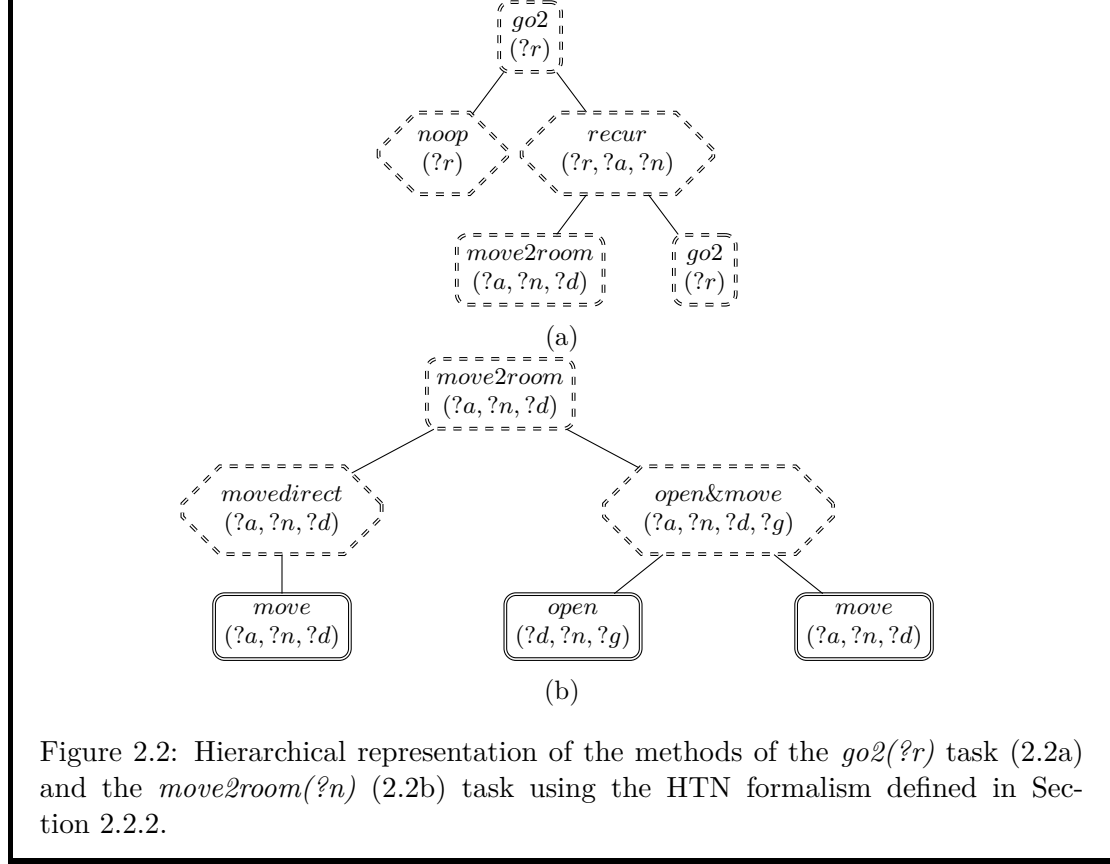 go2
(?r)
noop
(?r)
recur
(?r, ?a, ?n)
move2room
(?a, ?n, ?d)
go2
(?r)
(a)
move2room
(?a, ?n, ?d)
movedirect
(?a, ?n, ?d)
open&move
(?a, ?n, ?d, ?g)
move
(?a, ?n, ?d)
open
(?d, ?n, ?g)
move
(?a, ?n, ?d)
(b)
Figure 2.2: Hierarchical representation of the methods of the go2(?r) task (2.2a)
and the move2room(?n) (2.2b) task using the HTN formalism defined in Sec-
tion 2.2.2.